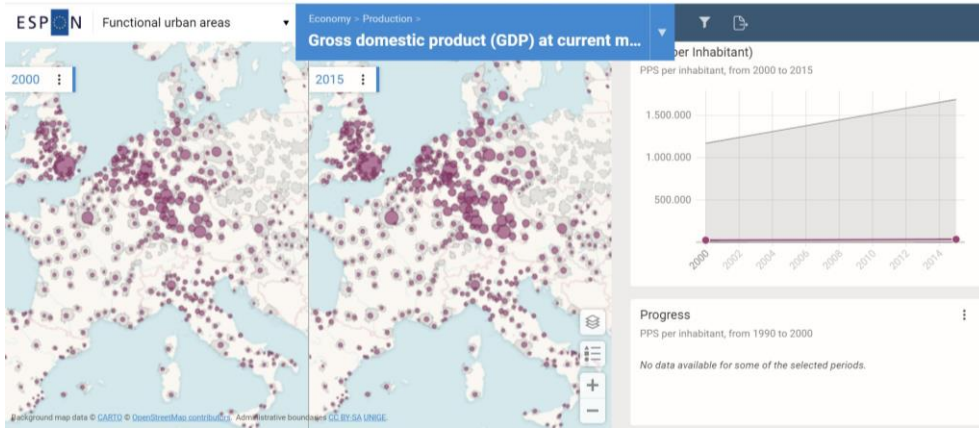 ESPON
Functional urban areas
Economy > Production >
Gross domestic product (GDP) at current m...
2000
2015
per Inhabitant)
PPS per inhabitant, from 2000 to 2015
1.500.000
1.000.000
500.000
2000
2002
2004
2006
2008
2010
2012
2014
Progress
PPS per inhabitant, from 1990 to 2000
No data available for some of the selected periods.
Background map data © CARTO © OpenStreetMap contributors. Administrative boundaries CC BY-SA UNIGE.